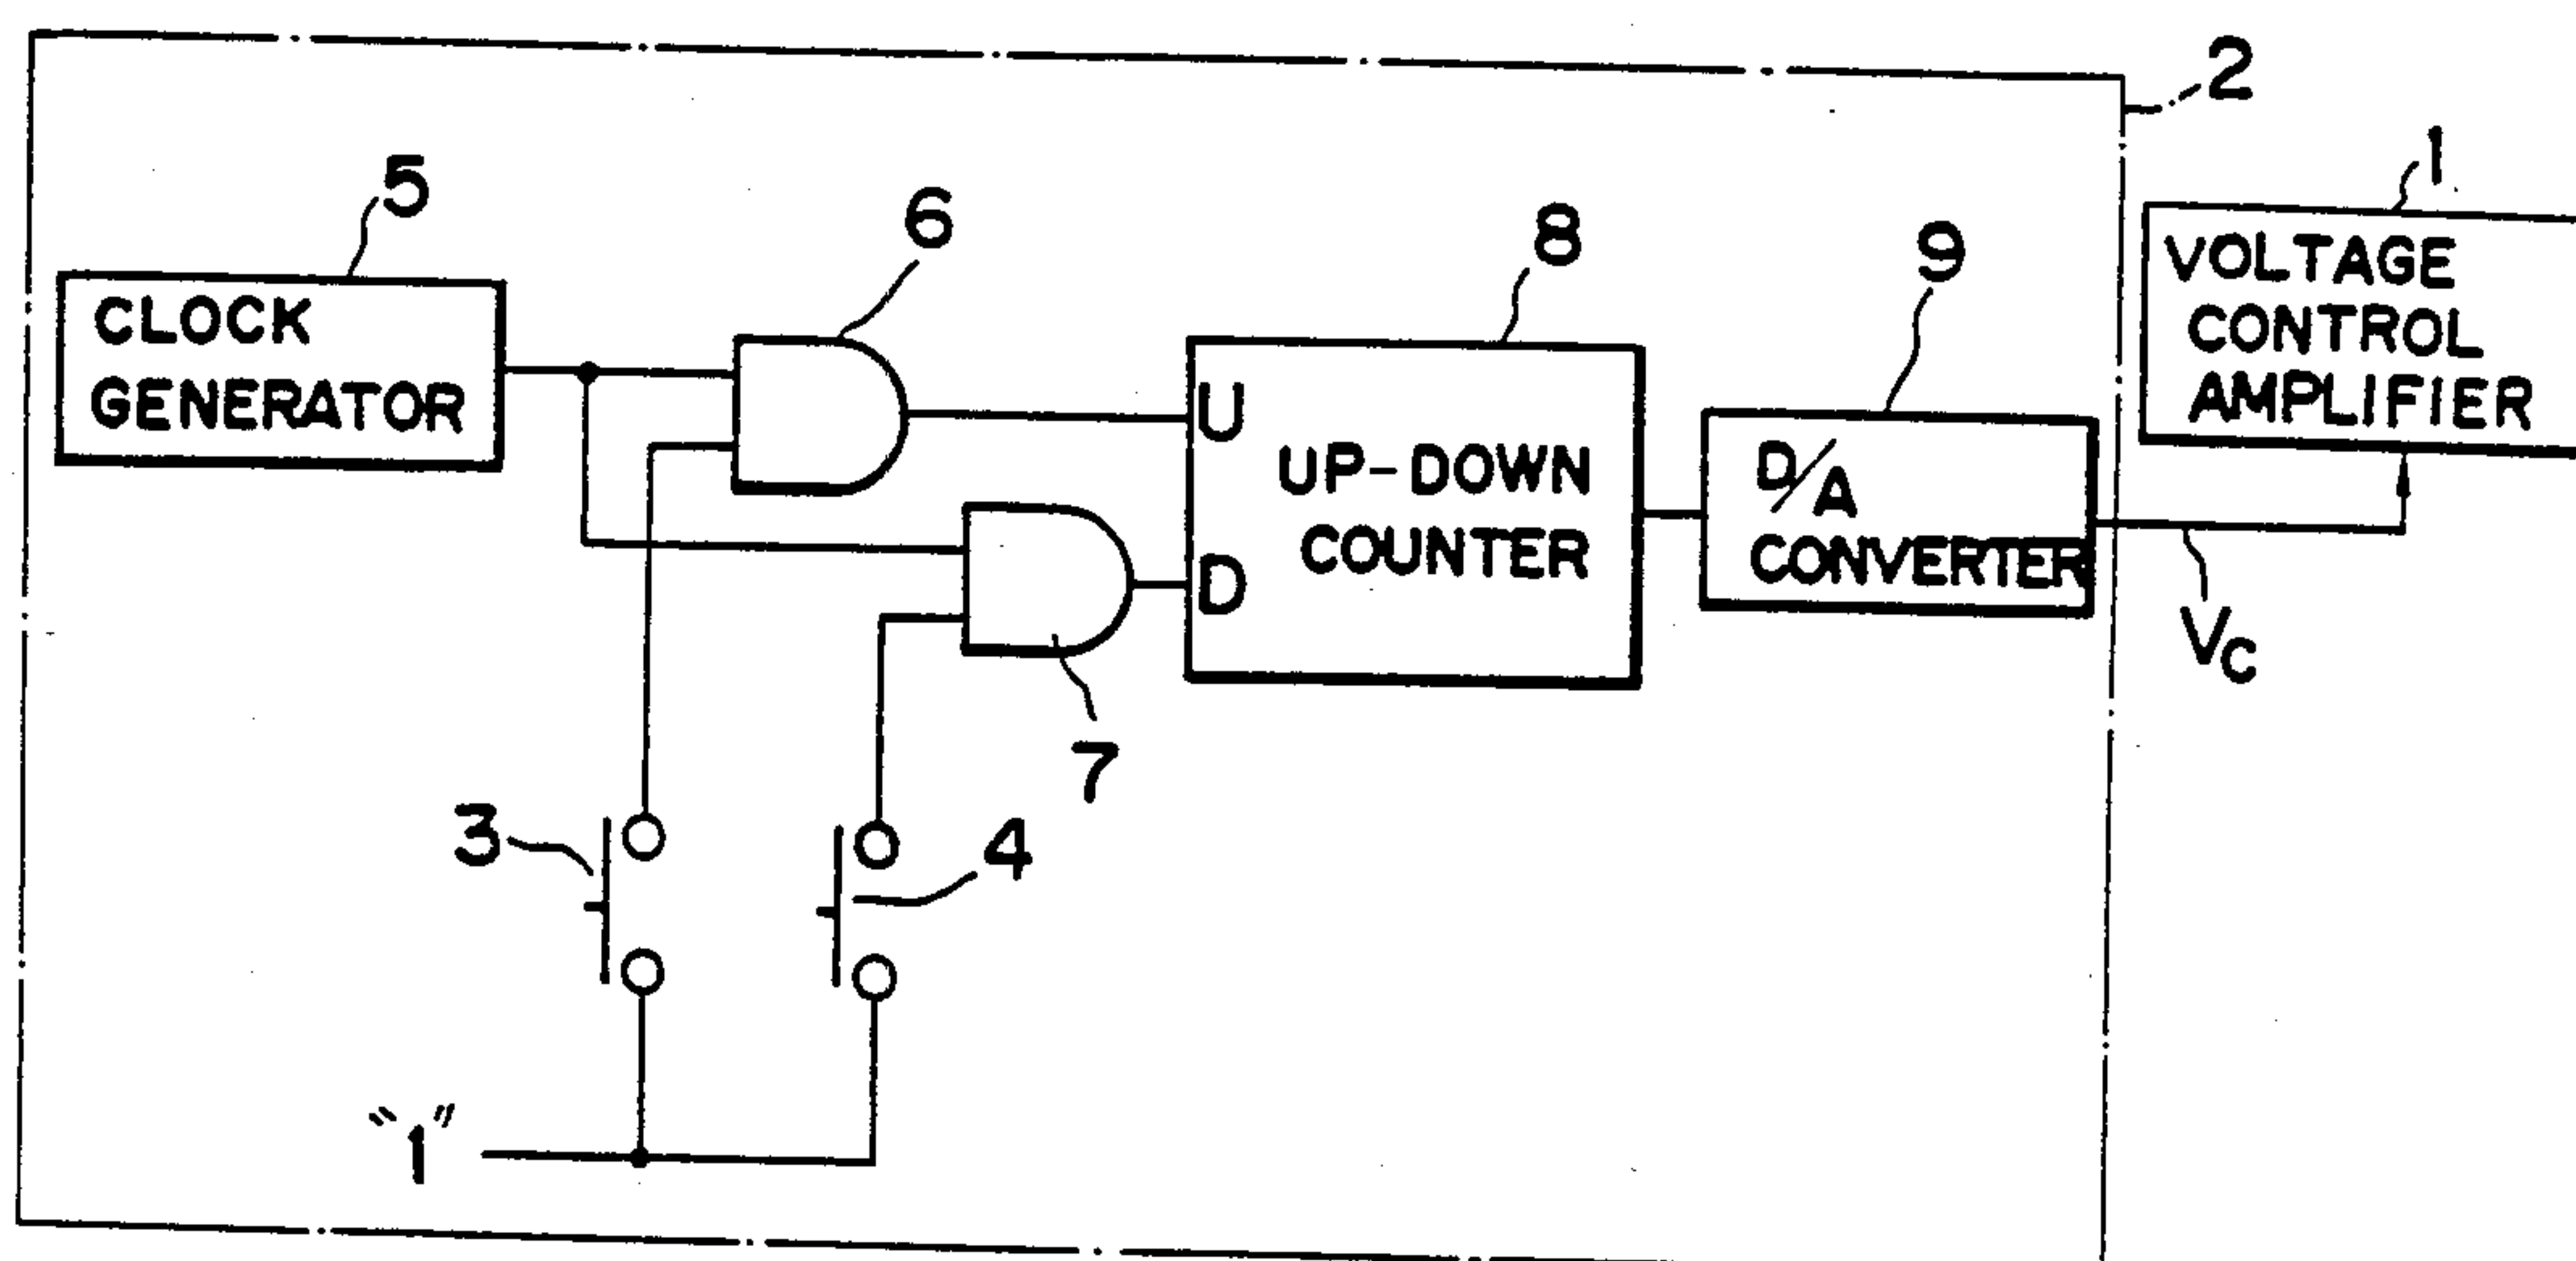 2
1
VOLTAGE
CONTROL
AMPLIFIER
5
CLOCK
GENERATOR
6
8
9
U
UP-DOWN
COUNTER
D
D/A
CONVERTER
VC
7
3
4
"1"